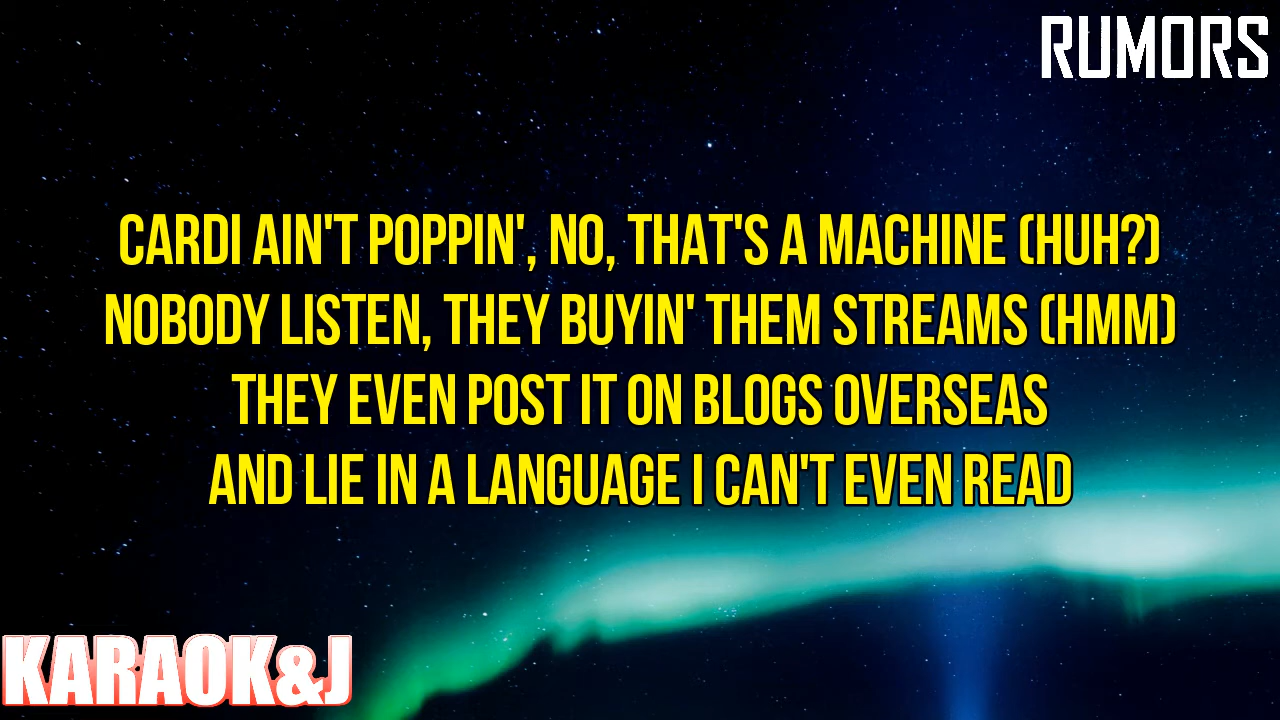 RUMORS
CARDI AIN'T POPPIN', NO, THAT'S A MACHINE (HUH?)
NOBODY LISTEN, THEY BUYIN' THEM STREAMS (HMM)
THEY EVEN POST IT ON BLOGS OVERSEAS
AND LIE IN A LANGUAGE I CAN'T EVEN READ
KARAOK&J